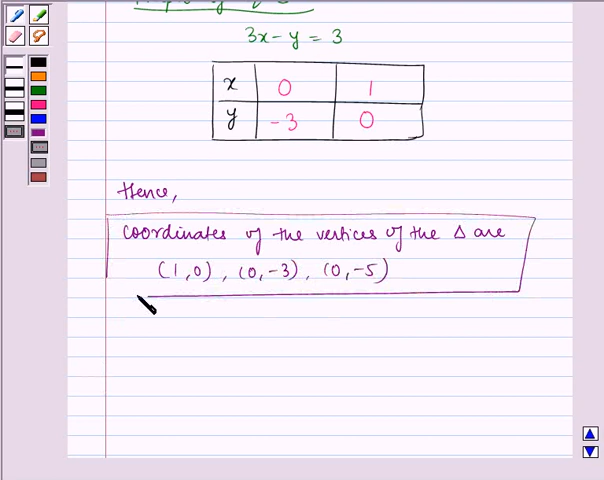 3x-y = 3
x 0 1
y -3 0
Hence,
Coordinates of the vertices of the Δ are
(1,0), (0,-3), (0,-5)